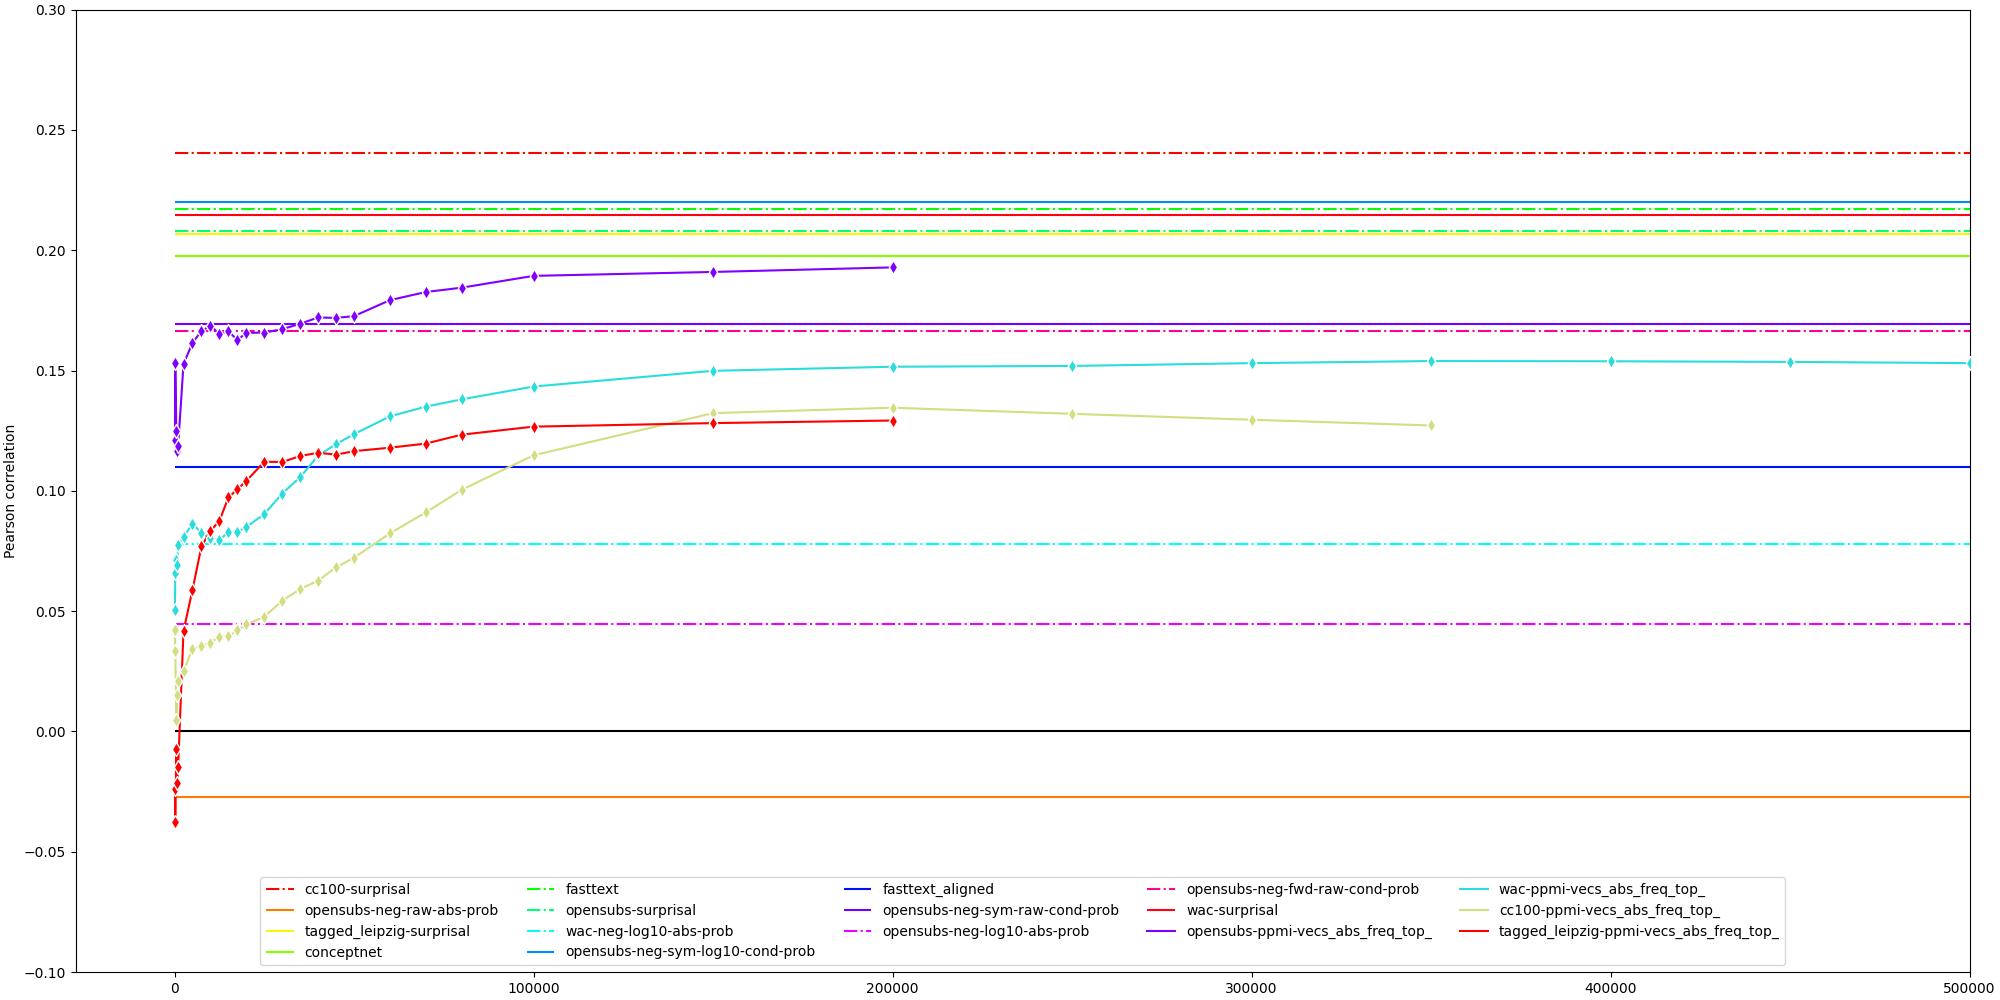 0.30
0.25
0.20
0.15
0.10
0.05
0.00
−0.05
−0.10
Pearson correlation
cc100-surprisal
opensubs-neg-raw-abs-prob
tagged_leipzig-surprisal
conceptnet
fasttext
opensubs-surprisal
wac-neg-log10-abs-prob
opensubs-neg-sym-log10-cond-prob
fasttext_aligned
opensubs-neg-sym-raw-cond-prob
opensubs-neg-log10-abs-prob
opensubs-neg-fwd-raw-cond-prob
wac-surprisal
opensubs-ppmi-vecs_abs_freq_top_
wac-ppmi-vecs_abs_freq_top_
cc100-ppmi-vecs_abs_freq_top_
tagged_leipzig-ppmi-vecs_abs_freq_top_
0
100000
200000
300000
400000
500000